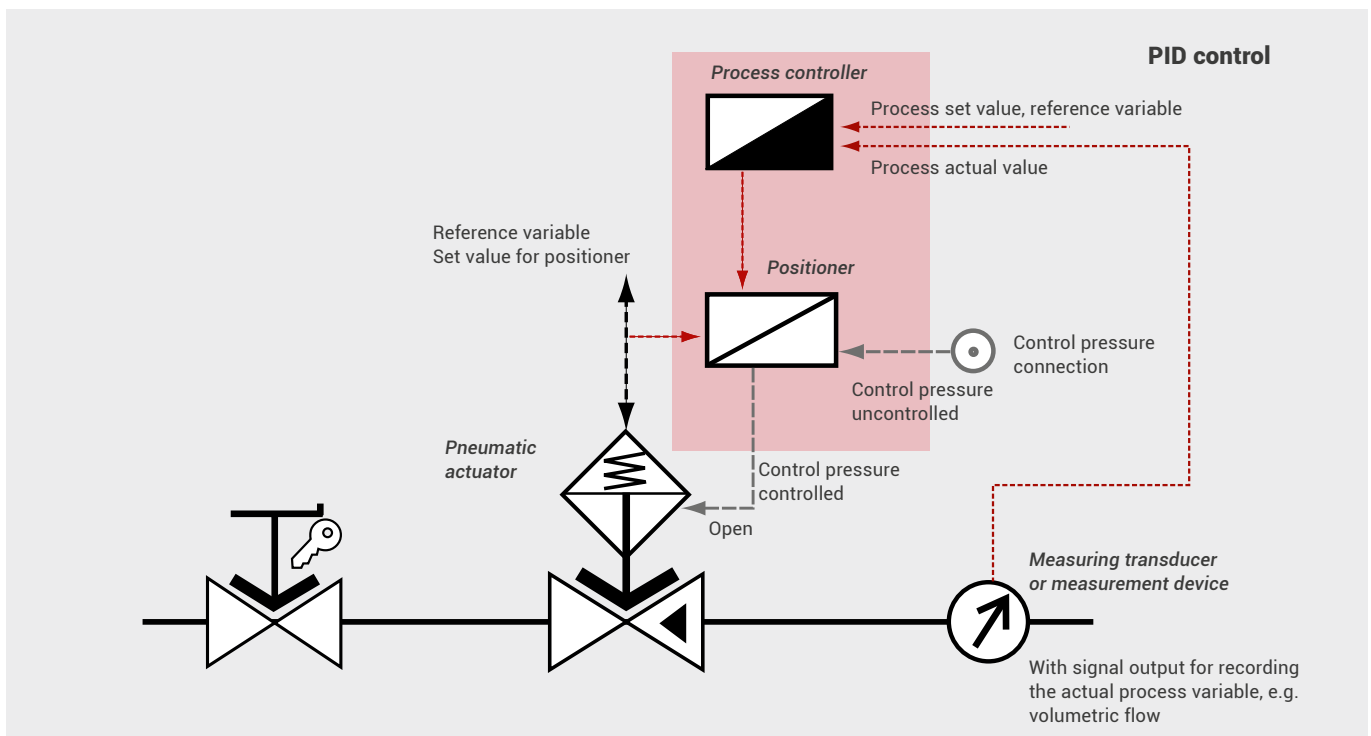 PID control
Process controller
Process set value, reference variable
Process actual value
Reference variable
Set value for positioner
Positioner
Control pressure
connection
Control pressure
uncontrolled
Pneumatic
actuator
Control pressure
controlled
Open
Measuring transducer
or measurement device
With signal output for recording
the actual process variable, e.g.
volumetric flow